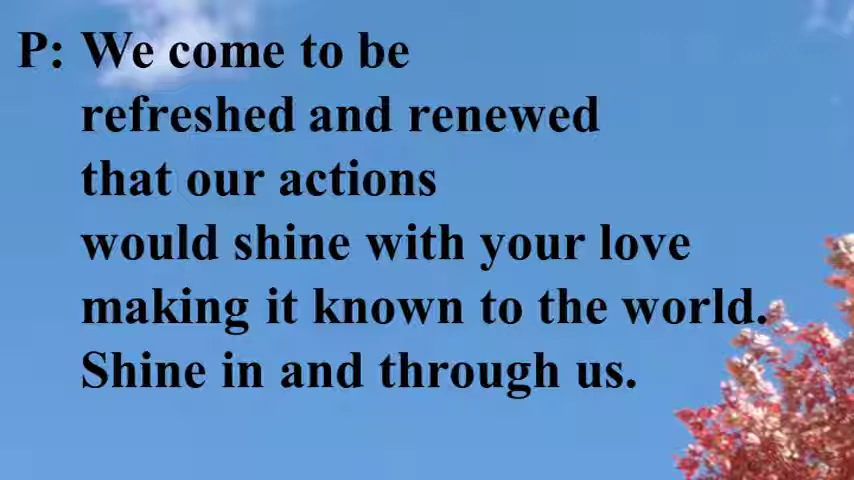 P: We come to be
refreshed and renewed
that our actions
would shine with your love
making it known to the world.
Shine in and through us.